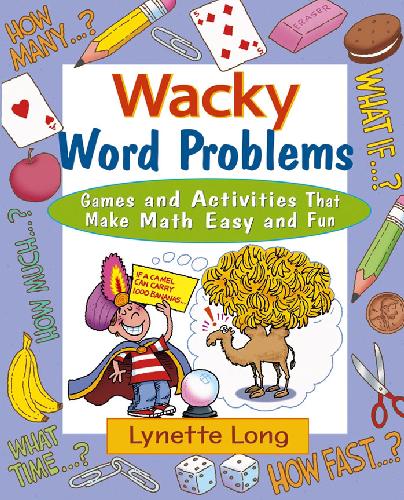 HOW
MANY...?
ERASER
A
Wacky
WHAT IF...?
Word Problems
Games and Activities That
Make Math Easy and Fun
HOW MUCH...?
IF A CAMEL
CAN CARRY
1000 BANANAS...
!?
WHAT
TIME...?
Lynette Long
HOW FAST...?